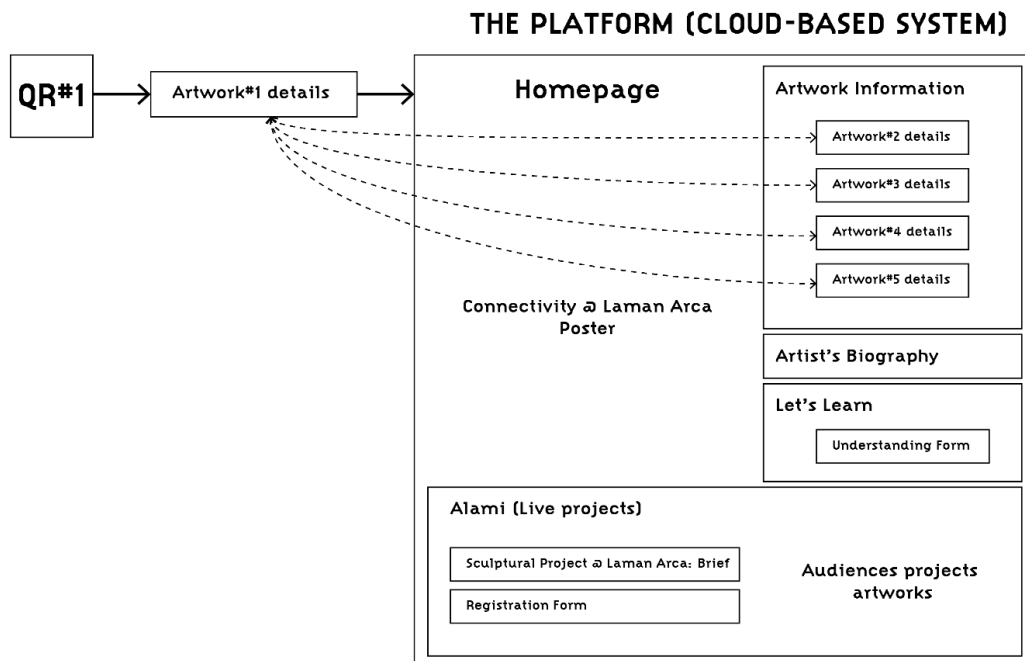 THE PLATFORM (CLOUD-BASED SYSTEM)
QR#1
Artwork#1 details
Homepage
Artwork Information
Artwork#2 details
Artwork#3 details
Artwork#4 details
Artwork#5 details
Connectivity @ Laman Arca
Poster
Artist's Biography
Let's Learn
Understanding Form
Alami (Live projects)
Sculptural Project @ Laman Arca: Brief
Registration Form
Audiences projects
artworks